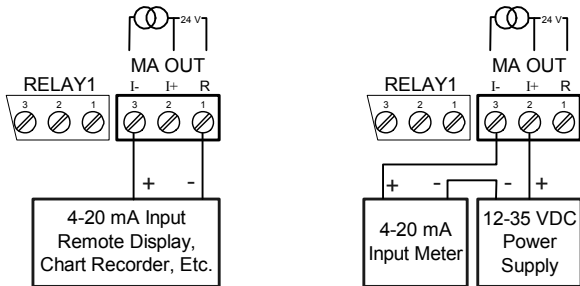 24 V
MA OUT
RELAY1 I- I+ R
3 2 1 3 2 1
+ -
4-20 mA Input
Remote Display,
Chart Recorder, Etc.
24 V
MA OUT
RELAY1 I- I+ R
3 2 1 3 2 1
+ - - +
4-20 mA
Input Meter
12-35 VDC
Power
Supply